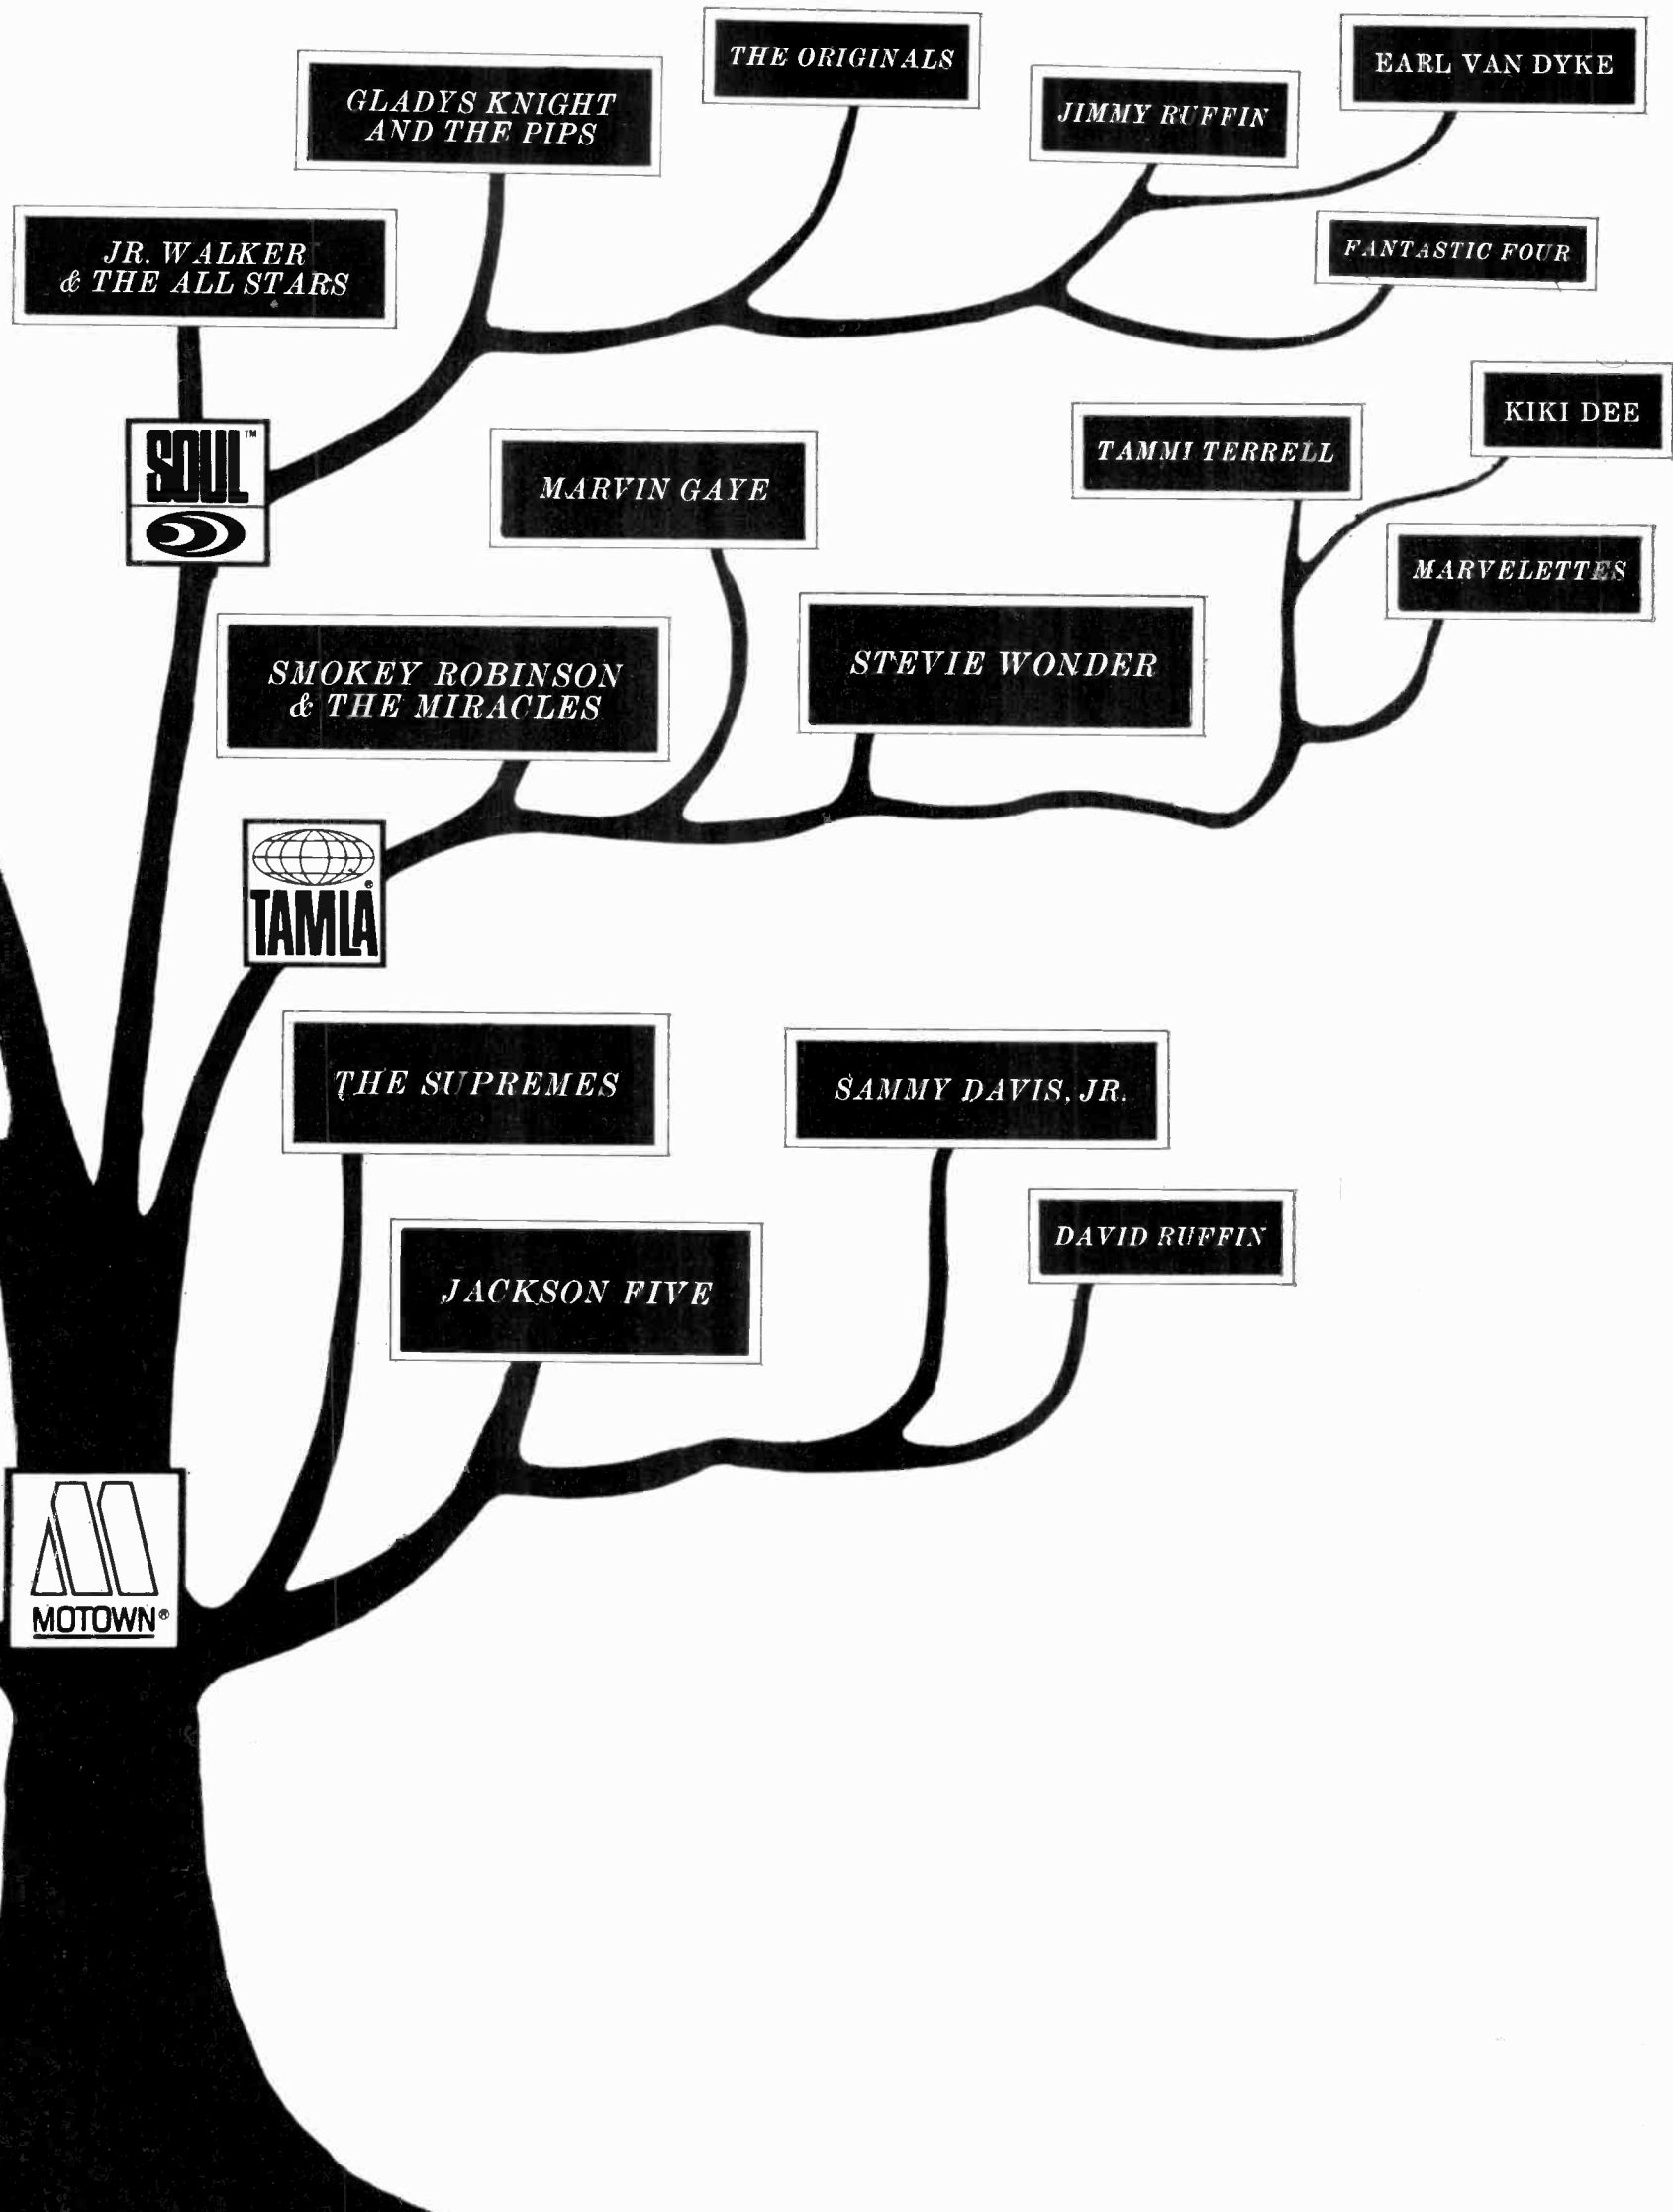 THE ORIGINALS
EARL VAN DYKE
GLADYS KNIGHT
AND THE PIPS
JIMMY RUFFIN
JR. WALKER
& THE ALL STARS
FANTASTIC FOUR
KIKI DEE
TAMMI TERRELL
SOUL™
MARVIN GAYE
MARVELETTES
SMOKEY ROBINSON
& THE MIRACLES
STEVIE WONDER
TAMLA®
THE SUPREMES
SAMMY DAVIS, JR.
DAVID RUFFIN
JACKSON FIVE
MOTOWN®